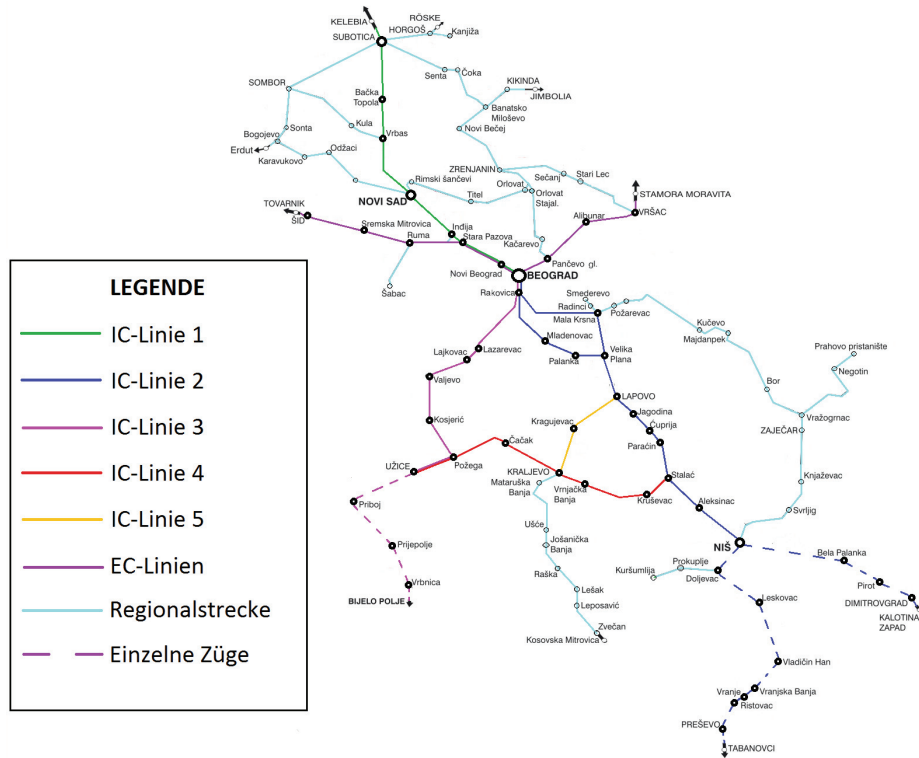 KELEBIA
RÖSKE
SUBOTICA
HORGOŠ
Kanjiža
Senta
Čoka
KIKINDA
SOMBOR
Bačka
Topola
JIMBOLIA
Banatsko
Miloševo
Sonta
Kula
Vrbas
Novi Bečej
Bogojevo
Erdut
Odžaci
Karavukovo
ZRENJANIN
Sečanj
Stari Lec
Rimski šančevi
Titel
Orlovat
Orlovat
Stajal.
STAMORA MORAVITA
NOVI SAD
TOVARNIK
ŠID
VRŠAC
Sremska Mitrovica
Ruma
Inđija
Stara Pazova
Alibunar
Kačarevo
Pančevo gl.
Novi Beograd
BEOGRAD
Šabac
Rakovica
Smederevo
Radinci
Mala Krsna
Požarevac
Kučevo
Majdanpek
Mladenovac
Lazarevac
Lajkovac
Palanka
Velika
Plana
Prahovo pristanište
Negotin
Valjevo
Bor
LAPOVO
Vražogrnac
Kosjerić
Kragujevac
Jagodina
Ćuprija
ZAJEČAR
Čačak
Paraćin
UŽICE
Požega
KRALJEVO
Mataruška
Banja
Vrnjačka
Banja
Kruševac
Stalać
Knjaževac
Priboj
Aleksinac
Svrljig
Ušće
Prijepolje
Jošanička
Banja
NIŠ
Bela Palanka
Raška
Kuršumlija
Prokuplje
Doljevac
Pirot
Vrbnica
Lešak
BIJELO POLJE
Leposavić
Leskovac
DIMITROVGRAD
KALOTINA
ZAPAD
Zvečan
Kosovska Mitrovica
Vladičin Han
Vranje
Vranjska Banja
Ristovac
PREŠEVO
TABANOVCI
LEGENDE
IC-Linie 1
IC-Linie 2
IC-Linie 3
IC-Linie 4
IC-Linie 5
EC-Linien
Regionalstrecke
Einzelne Züge